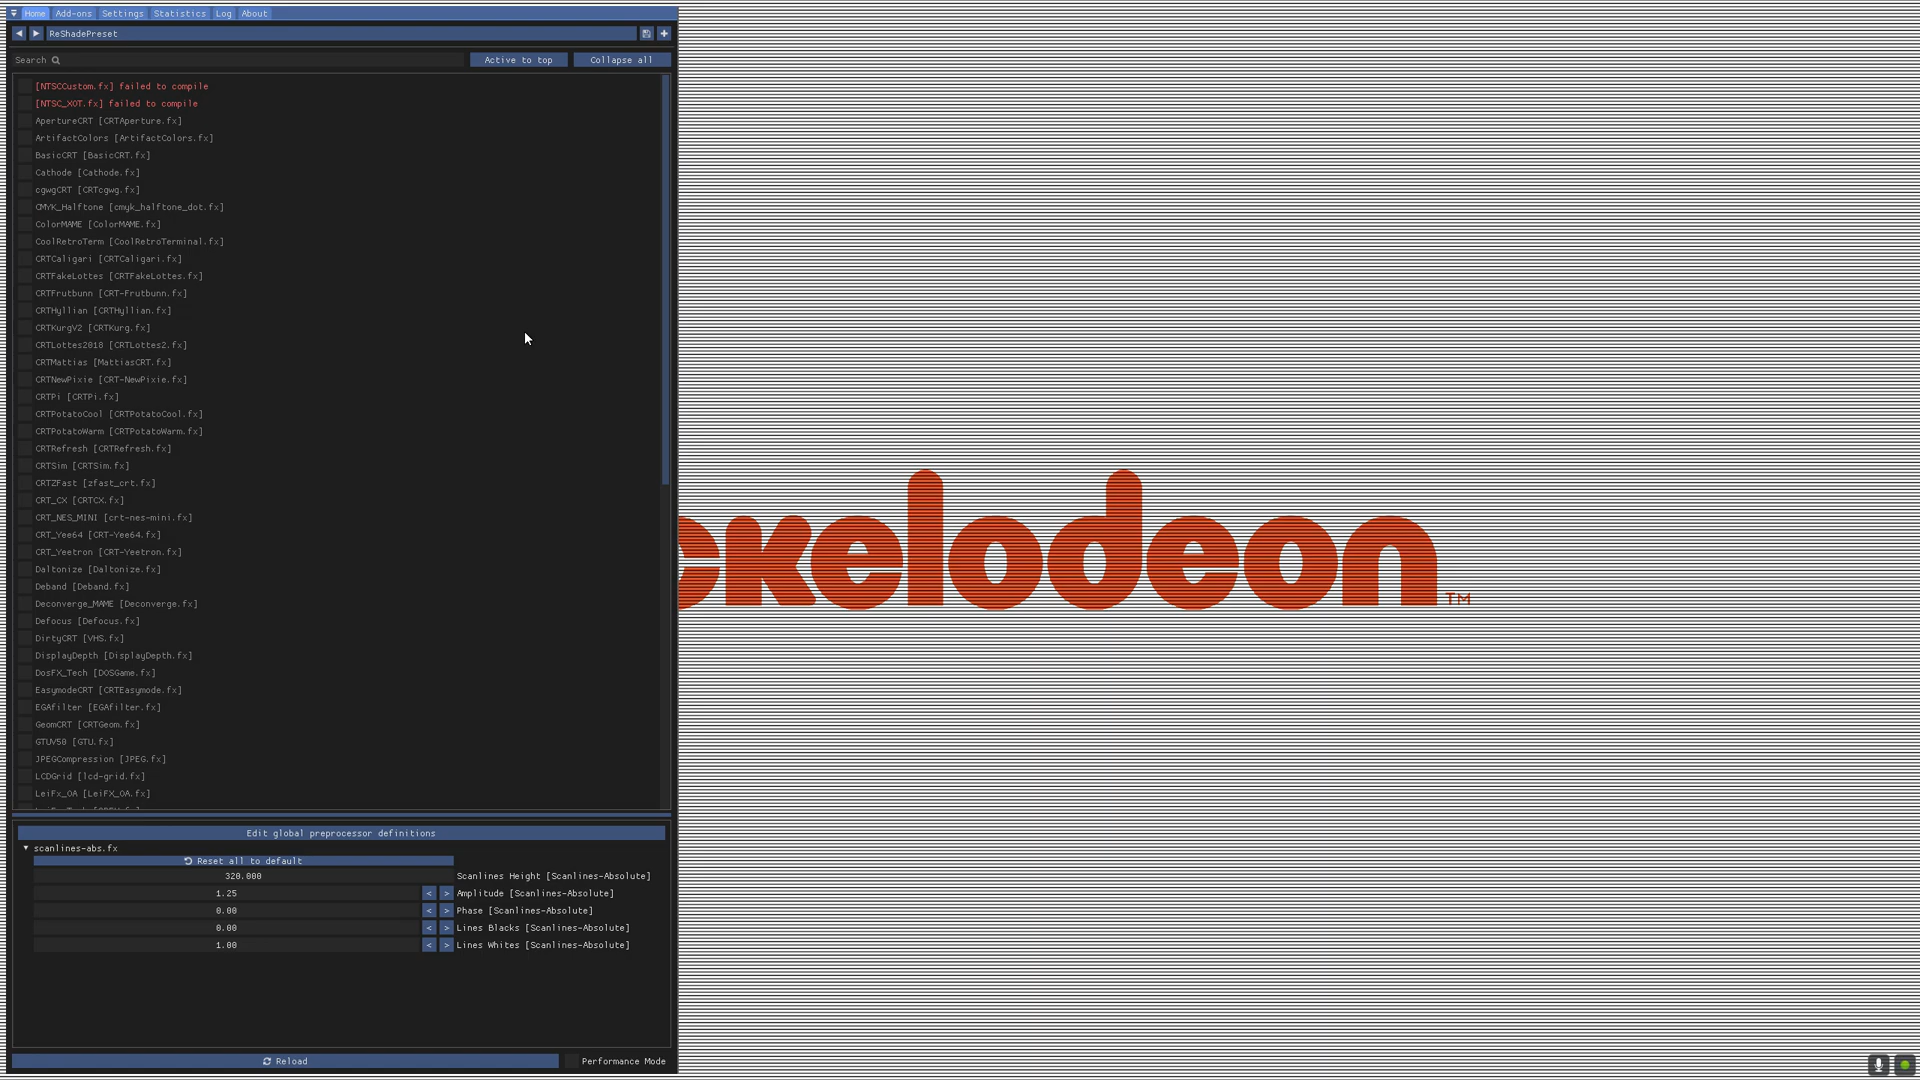 Home Add-ons Settings Statistics Log About
ReShadePreset
Search Active to top Collapse all
[NTSCCustom.fx] failed to compile
[NTSC_XOT.fx] failed to compile
ApertureCRT [CRTAperture.fx]
ArtifactColors [ArtifactColors.fx]
BasicCRT [BasicCRT.fx]
Cathode [Cathode.fx]
cgwgCRT [CRTcgwg.fx]
CMYK_Halftone [cmyk_halftone_dot.fx]
ColorMAME [ColorMAME.fx]
CoolRetroTerm [CoolRetroTerminal.fx]
CRTCaligari [CRTCaligari.fx]
CRTFakeLottes [CRTFakeLottes.fx]
CRTFrutbunn [CRT-Frutbunn.fx]
CRTHyllian [CRTHyllian.fx]
CRTKurgV2 [CRTKurg.fx]
CRTLottes2018 [CRTLottes2.fx]
CRTMattias [MattiasCRT.fx]
CRTNewPixie [CRT-NewPixie.fx]
CRTPi [CRTPi.fx]
CRTPotatoCool [CRTPotatoCool.fx]
CRTPotatoWarm [CRTPotatoWarm.fx]
CRTRefresh [CRTRefresh.fx]
CRTSim [CRTSim.fx]
CRTZFast [zfast_crt.fx]
CRT_CX [CRTCX.fx]
CRT_NES_MINI [crt-nes-mini.fx]
CRT_Yee64 [CRT-Yee64.fx]
CRT_Yeetron [CRT-Yeetron.fx]
Daltonize [Daltonize.fx]
Deband [Deband.fx]
Deconverge_MAME [Deconverge.fx]
Defocus [Defocus.fx]
DirtyCRT [VHS.fx]
DisplayDepth [DisplayDepth.fx]
DosFX_Tech [DOSGame.fx]
EasymodeCRT [CRTEasymode.fx]
EGAfilter [EGAfilter.fx]
GeomCRT [CRTGeom.fx]
GTUV50 [GTU.fx]
JPEGCompression [JPEG.fx]
LCDGrid [lcd-grid.fx]
LeiFx_OA [LeiFX_OA.fx]
Edit global preprocessor definitions
scanlines-abs.fx
Reset all to default
320.000 Scanlines Height [Scanlines-Absolute]
1.25 < > Amplitude [Scanlines-Absolute]
0.00 < > Phase [Scanlines-Absolute]
0.00 < > Lines Blacks [Scanlines-Absolute]
1.00 < > Lines Whites [Scanlines-Absolute]
Reload Performance Mode
ckelodeon TM